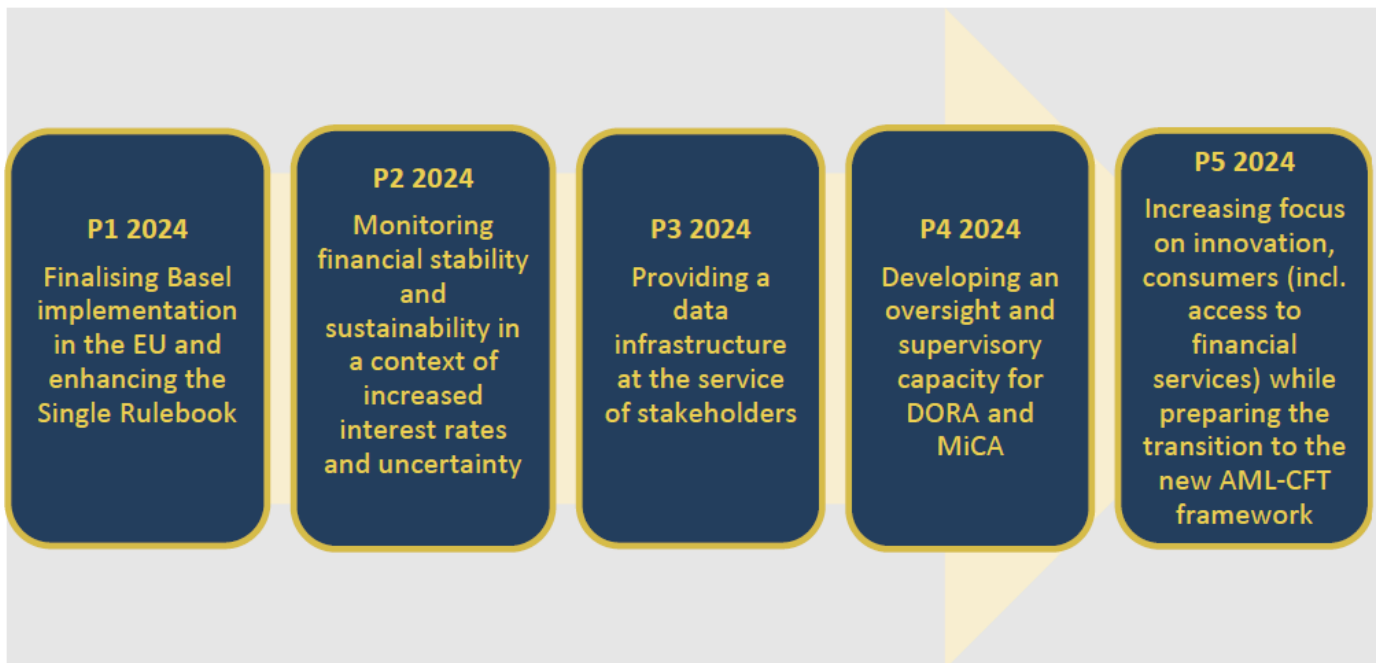 P1 2024
Finalising Basel
implementation
in the EU and
enhancing the
Single Rulebook
P2 2024
Monitoring
financial stability
and
sustainability in
a context of
increased
interest rates
and uncertainty
P3 2024
Providing a
data
infrastructure
at the service
of stakeholders
P4 2024
Developing an
oversight and
supervisory
capacity for
DORA and
MiCA
P5 2024
Increasing focus
on innovation,
consumers (incl.
access to
financial
services) while
preparing the
transition to the
new AML-CFT
framework